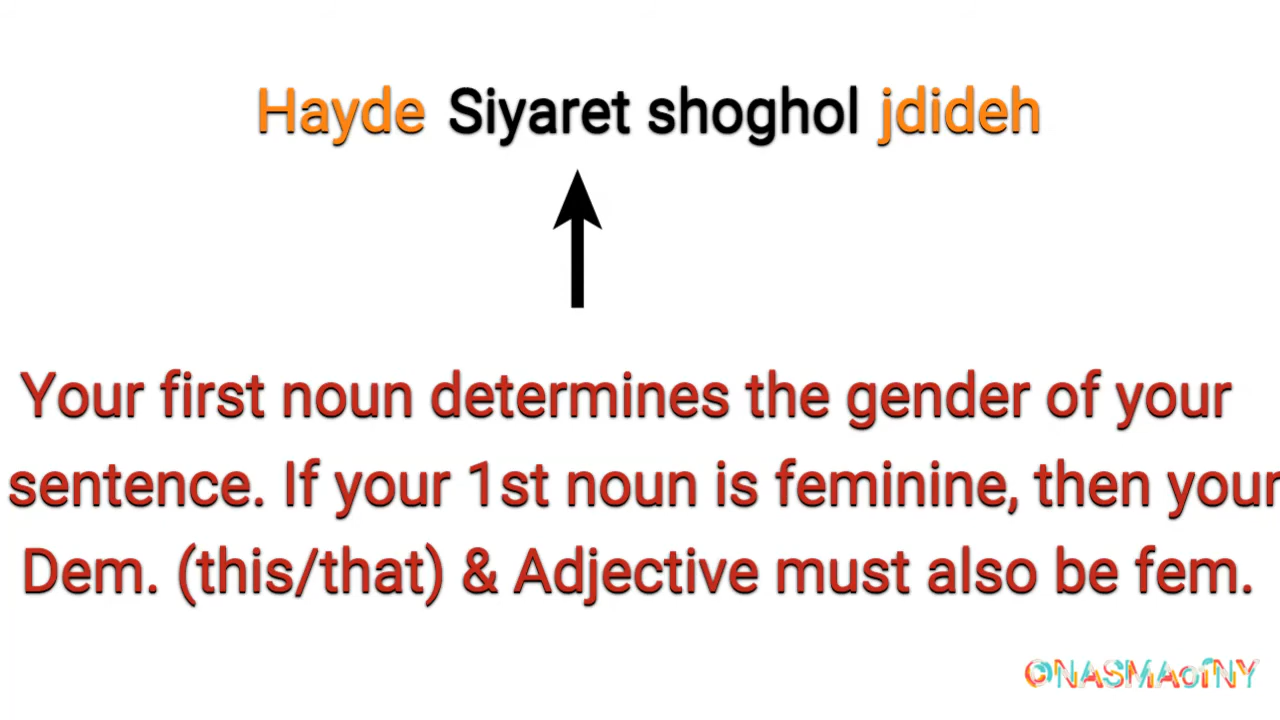 Hayde Siyaret shoghol jdideh
Your first noun determines the gender of your
sentence. If your 1st noun is feminine, then your
Dem. (this/that) & Adjective must also be fem.
@NASMAofNY